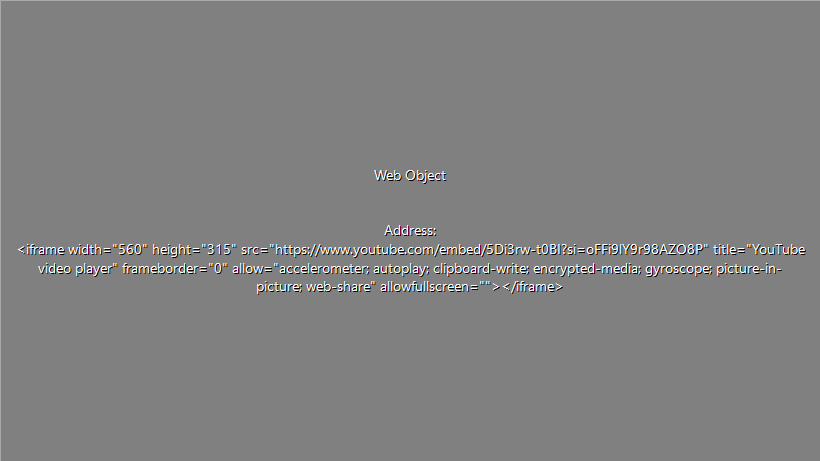 Web Object
Address:
<iframe width="560" height="315" src="https://www.youtube.com/embed/5Di3rw-t0BI?si=oFFi9lY9r98AZO8P" title="YouTube
video player" frameborder="0" allow="accelerometer; autoplay; clipboard-write; encrypted-media; gyroscope; picture-in-
picture; web-share" allowfullscreen=""></iframe>